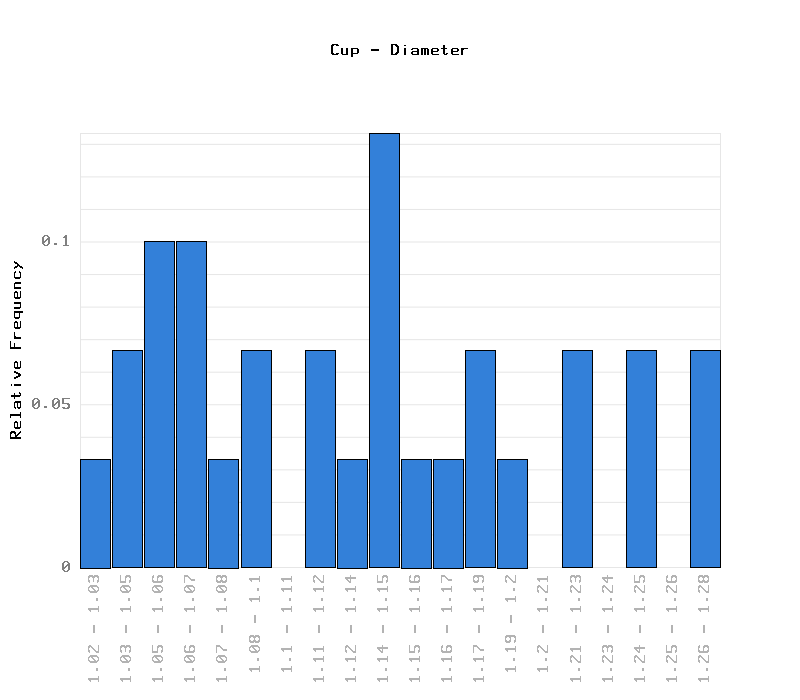 Cup - Diameter
Relative Frequency
0.1
0.05
0
1.02 - 1.03
1.03 - 1.05
1.05 - 1.06
1.06 - 1.07
1.07 - 1.08
1.08 - 1.1
1.1 - 1.11
1.11 - 1.12
1.12 - 1.14
1.14 - 1.15
1.15 - 1.16
1.16 - 1.17
1.17 - 1.19
1.19 - 1.2
1.2 - 1.21
1.21 - 1.23
1.23 - 1.24
1.24 - 1.25
1.25 - 1.26
1.26 - 1.28